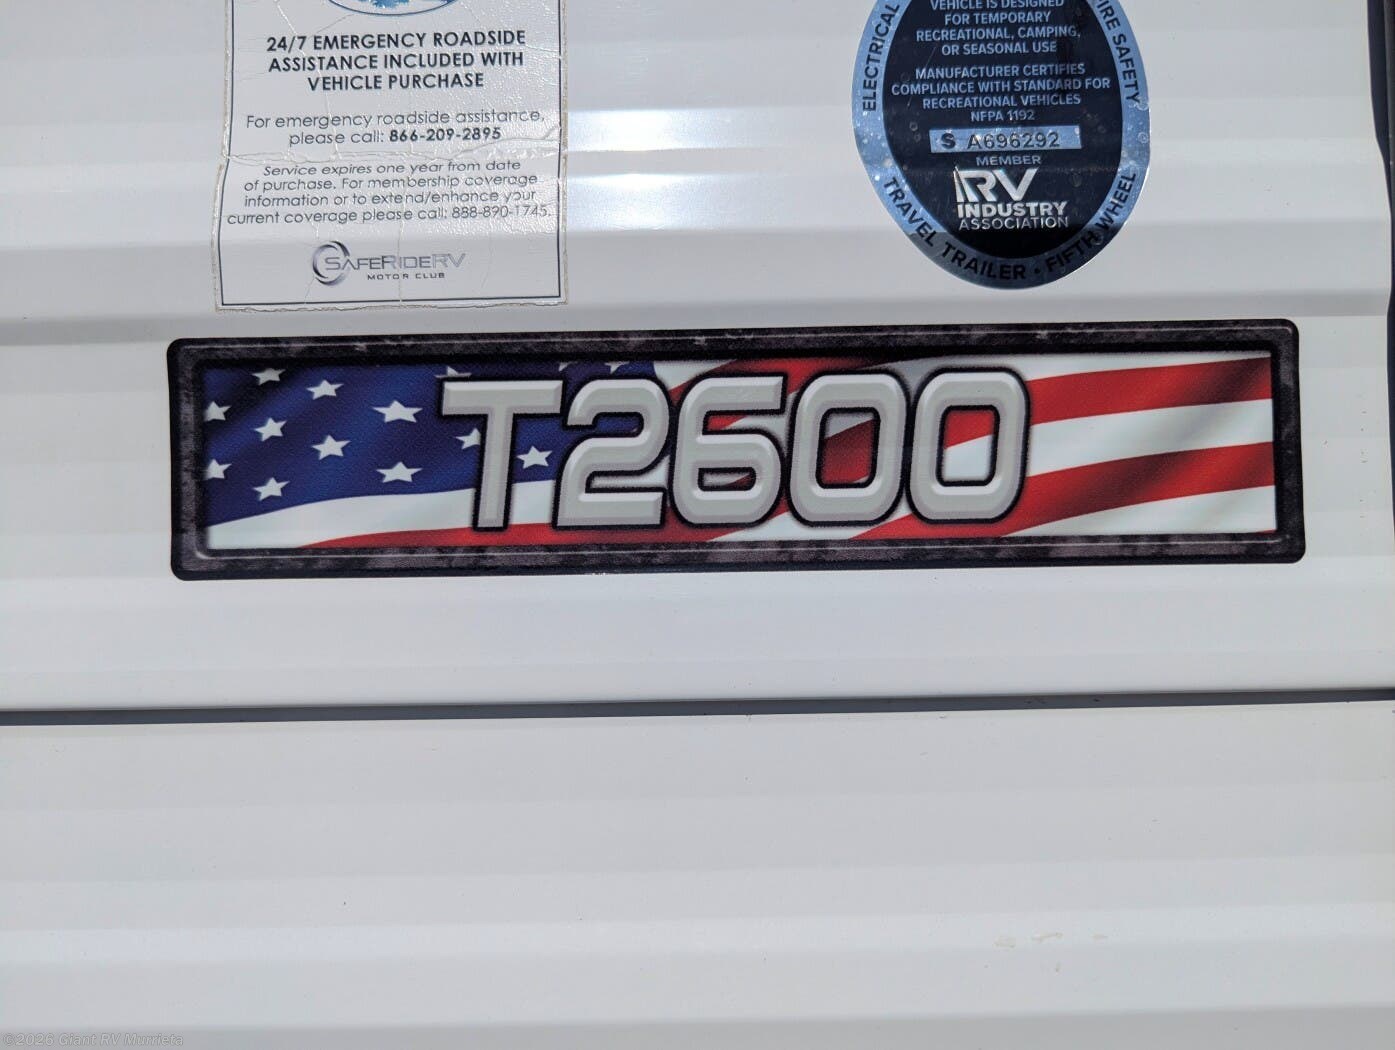 24/7 EMERGENCY ROADSIDE
ASSISTANCE INCLUDED WITH
VEHICLE PURCHASE
For emergency roadside assistance,
please call: 866-209-2895
Service expires one year from date
of purchase. For membership coverage
information or to extend/enhance your
current coverage please call: 888-890-1745.
SAFERIDERV
MOTOR CLUB
ELECTRICAL
FIRE SAFETY
VEHICLE IS DESIGNED
FOR TEMPORARY
RECREATIONAL, CAMPING,
OR SEASONAL USE
MANUFACTURER CERTIFIES
COMPLIANCE WITH STANDARD FOR
RECREATIONAL VEHICLES
NFPA 1192
S A696292
MEMBER
RV
INDUSTRY
ASSOCIATION
TRAVEL TRAILER • FIFTH WHEEL
T2600
©2026 Giant RV Murrieta